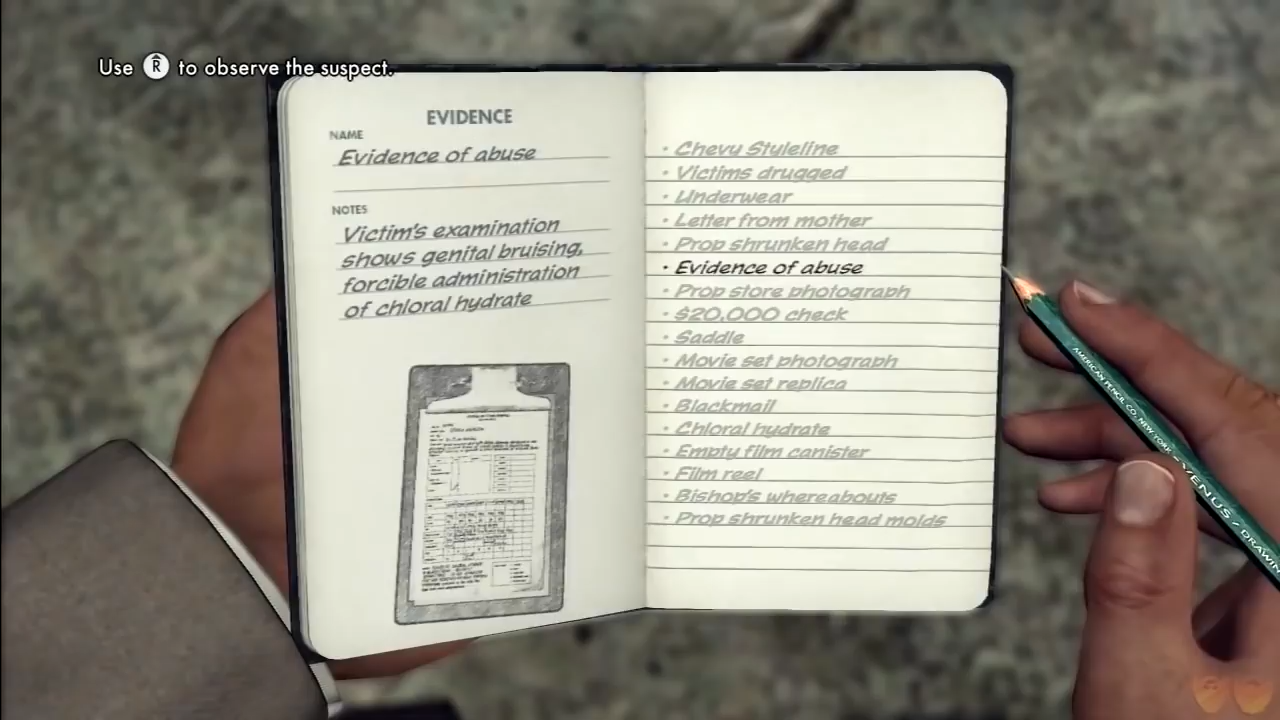 Use R to observe the suspect.
EVIDENCE
NAME
Evidence of abuse
NOTES
Victim's examination
shows genital bruising,
forcible administration
of chloral hydrate
· Chevy Styleline
· Victims drugged
· Underwear
· Letter from mother
· Prop shrunken head
· Evidence of abuse
· Prop store photograph
· $20,000 check
· Saddle
· Movie set photograph
· Movie set replica
· Blackmail
· Chloral hydrate
· Empty film canister
· Film reel
· Bishop's whereabouts
· Prop shrunken head molds
AMERICAN PENCIL CO. NEW YORK VENUS / DRAWIN